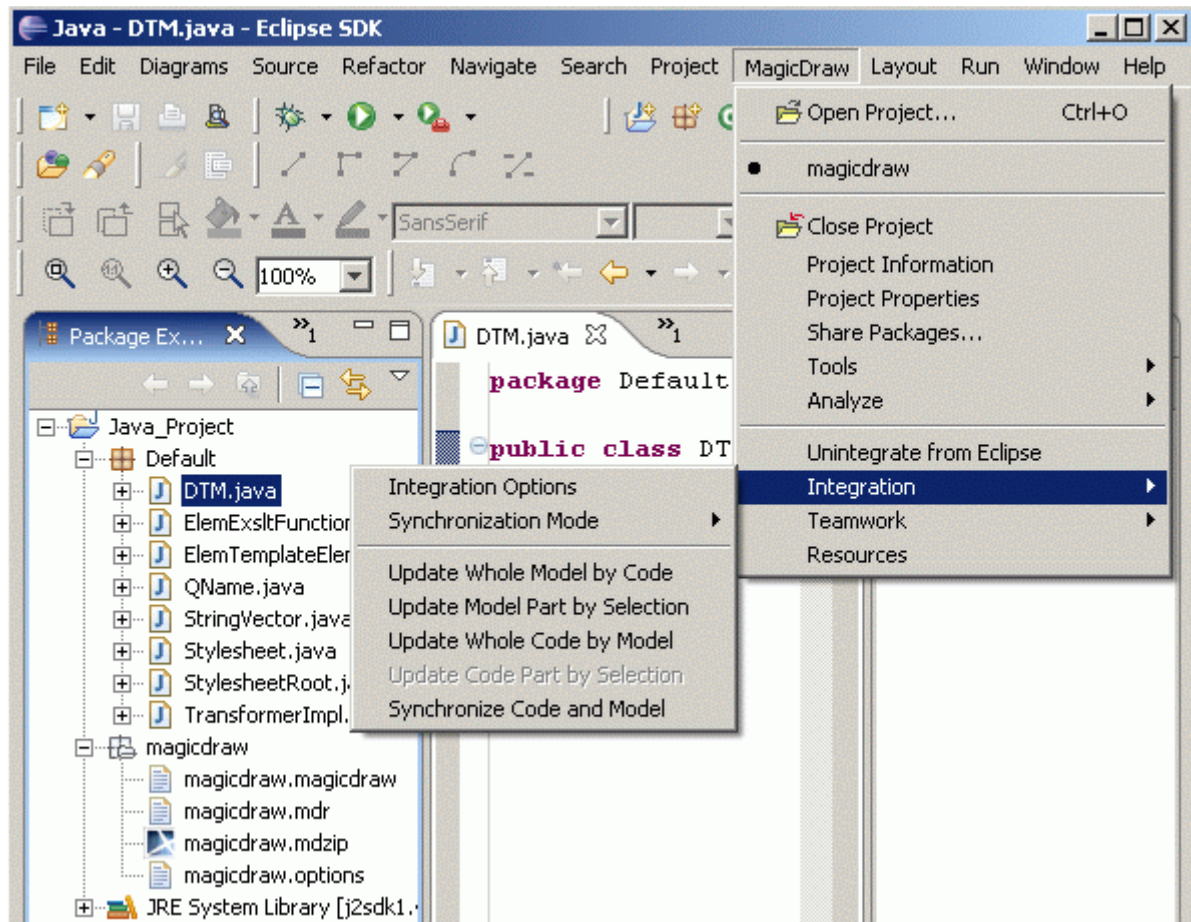 Java - DTM.java - Eclipse SDK
File Edit Diagrams Source Refactor Navigate Search Project MagicDraw Layout Run Window Help
Open Project... Ctrl+O
magicdraw
SansSerif
Close Project
100%
Project Information
Project Properties
Share Packages...
Tools
Analyze
Unintegrate from Eclipse
Integration
Teamwork
Resources
Package Ex... »1
DTM.java »1
package Default
public class DT
Java_Project
Default
DTM.java
ElemExsltFunction
ElemTemplateEler
QName.java
StringVector.java
Stylesheet.java
StylesheetRoot.j
TransformerImpl.
magicdraw
magicdraw.magicdraw
magicdraw.mdr
magicdraw.mdzip
magicdraw.options
JRE System Library [j2sdk1.
Integration Options
Synchronization Mode
Update Whole Model by Code
Update Model Part by Selection
Update Whole Code by Model
Update Code Part by Selection
Synchronize Code and Model